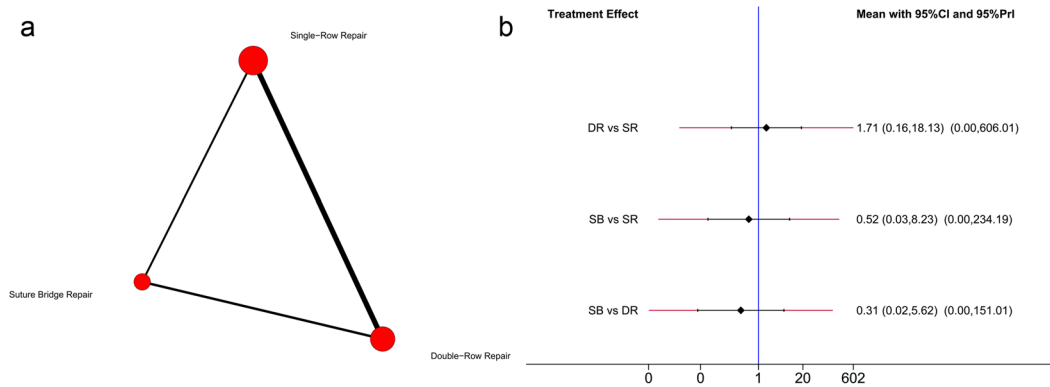 a
Single−Row Repair
Suture Bridge Repair
Double−Row Repair
b
Treatment Effect Mean with 95%CI and 95%PrI
DR vs SR 1.71 (0.16,18.13) (0.00,606.01)
SB vs SR 0.52 (0.03,8.23) (0.00,234.19)
SB vs DR 0.31 (0.02,5.62) (0.00,151.01)
0 0 1 20 602